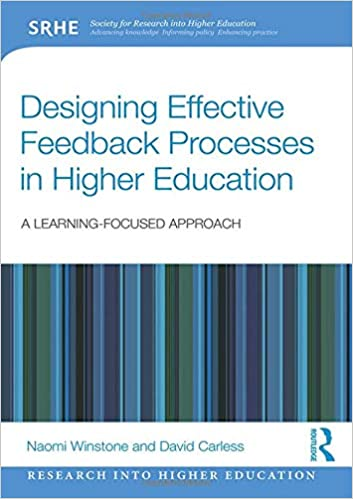 SRHE
Society for Research into Higher Education
Advancing knowledge Informing policy Enhancing practice
Designing Effective
Feedback Processes
in Higher Education
A LEARNING-FOCUSED APPROACH
Naomi Winstone and David Carless
ROUTLEDGE
RESEARCH INTO HIGHER EDUCATION